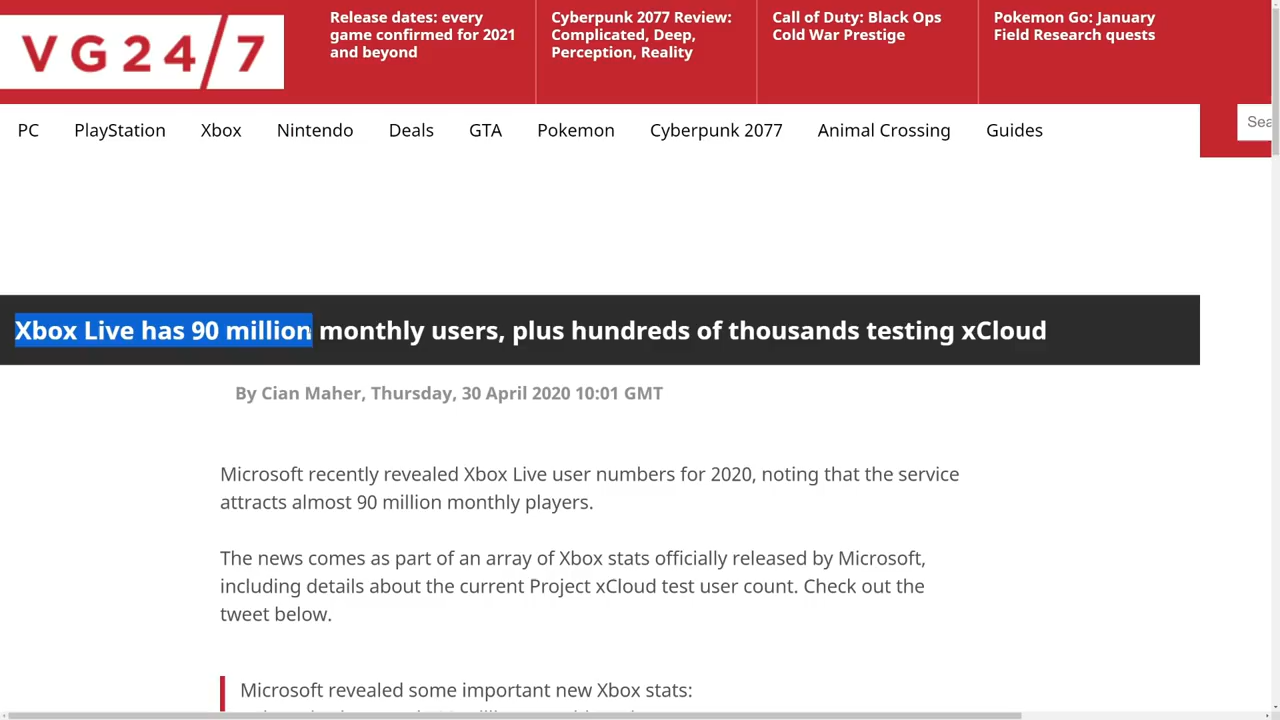 VG24/7
Release dates: every
game confirmed for 2021
and beyond
Cyberpunk 2077 Review:
Complicated, Deep,
Perception, Reality
Call of Duty: Black Ops
Cold War Prestige
Pokemon Go: January
Field Research quests
PC PlayStation Xbox Nintendo Deals GTA Pokemon Cyberpunk 2077 Animal Crossing Guides
Sea
Xbox Live has 90 million monthly users, plus hundreds of thousands testing xCloud
By Cian Maher, Thursday, 30 April 2020 10:01 GMT
Microsoft recently revealed Xbox Live user numbers for 2020, noting that the service
attracts almost 90 million monthly players.
The news comes as part of an array of Xbox stats officially released by Microsoft,
including details about the current Project xCloud test user count. Check out the
tweet below.
Microsoft revealed some important new Xbox stats: